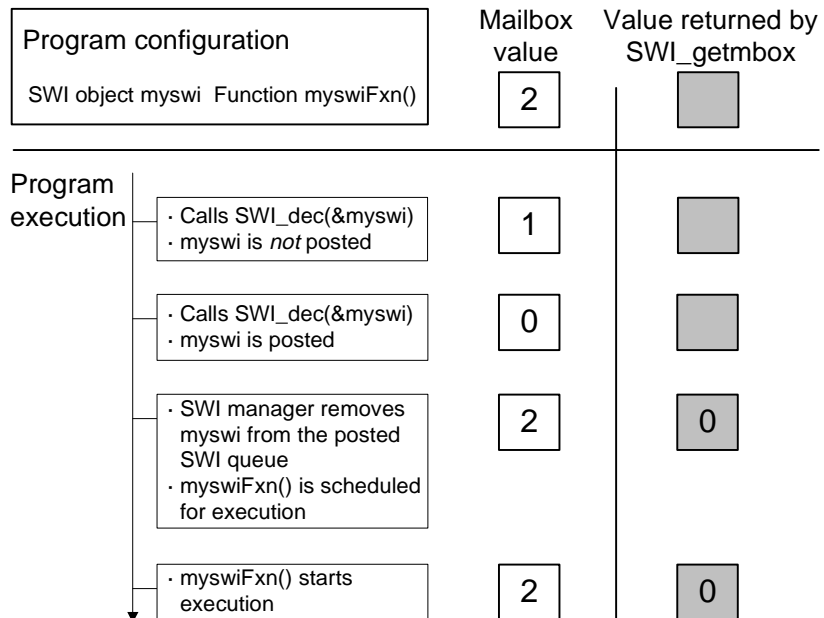 Program configuration
SWI object myswi Function myswiFxn()
Mailbox
value
Value returned by
SWI_getmbox
2
Program
execution
· Calls SWI_dec(&myswi)
· myswi is not posted
1
· Calls SWI_dec(&myswi)
· myswi is posted
0
· SWI manager removes
myswi from the posted
SWI queue
· myswiFxn() is scheduled
for execution
2
0
· myswiFxn() starts
execution
2
0